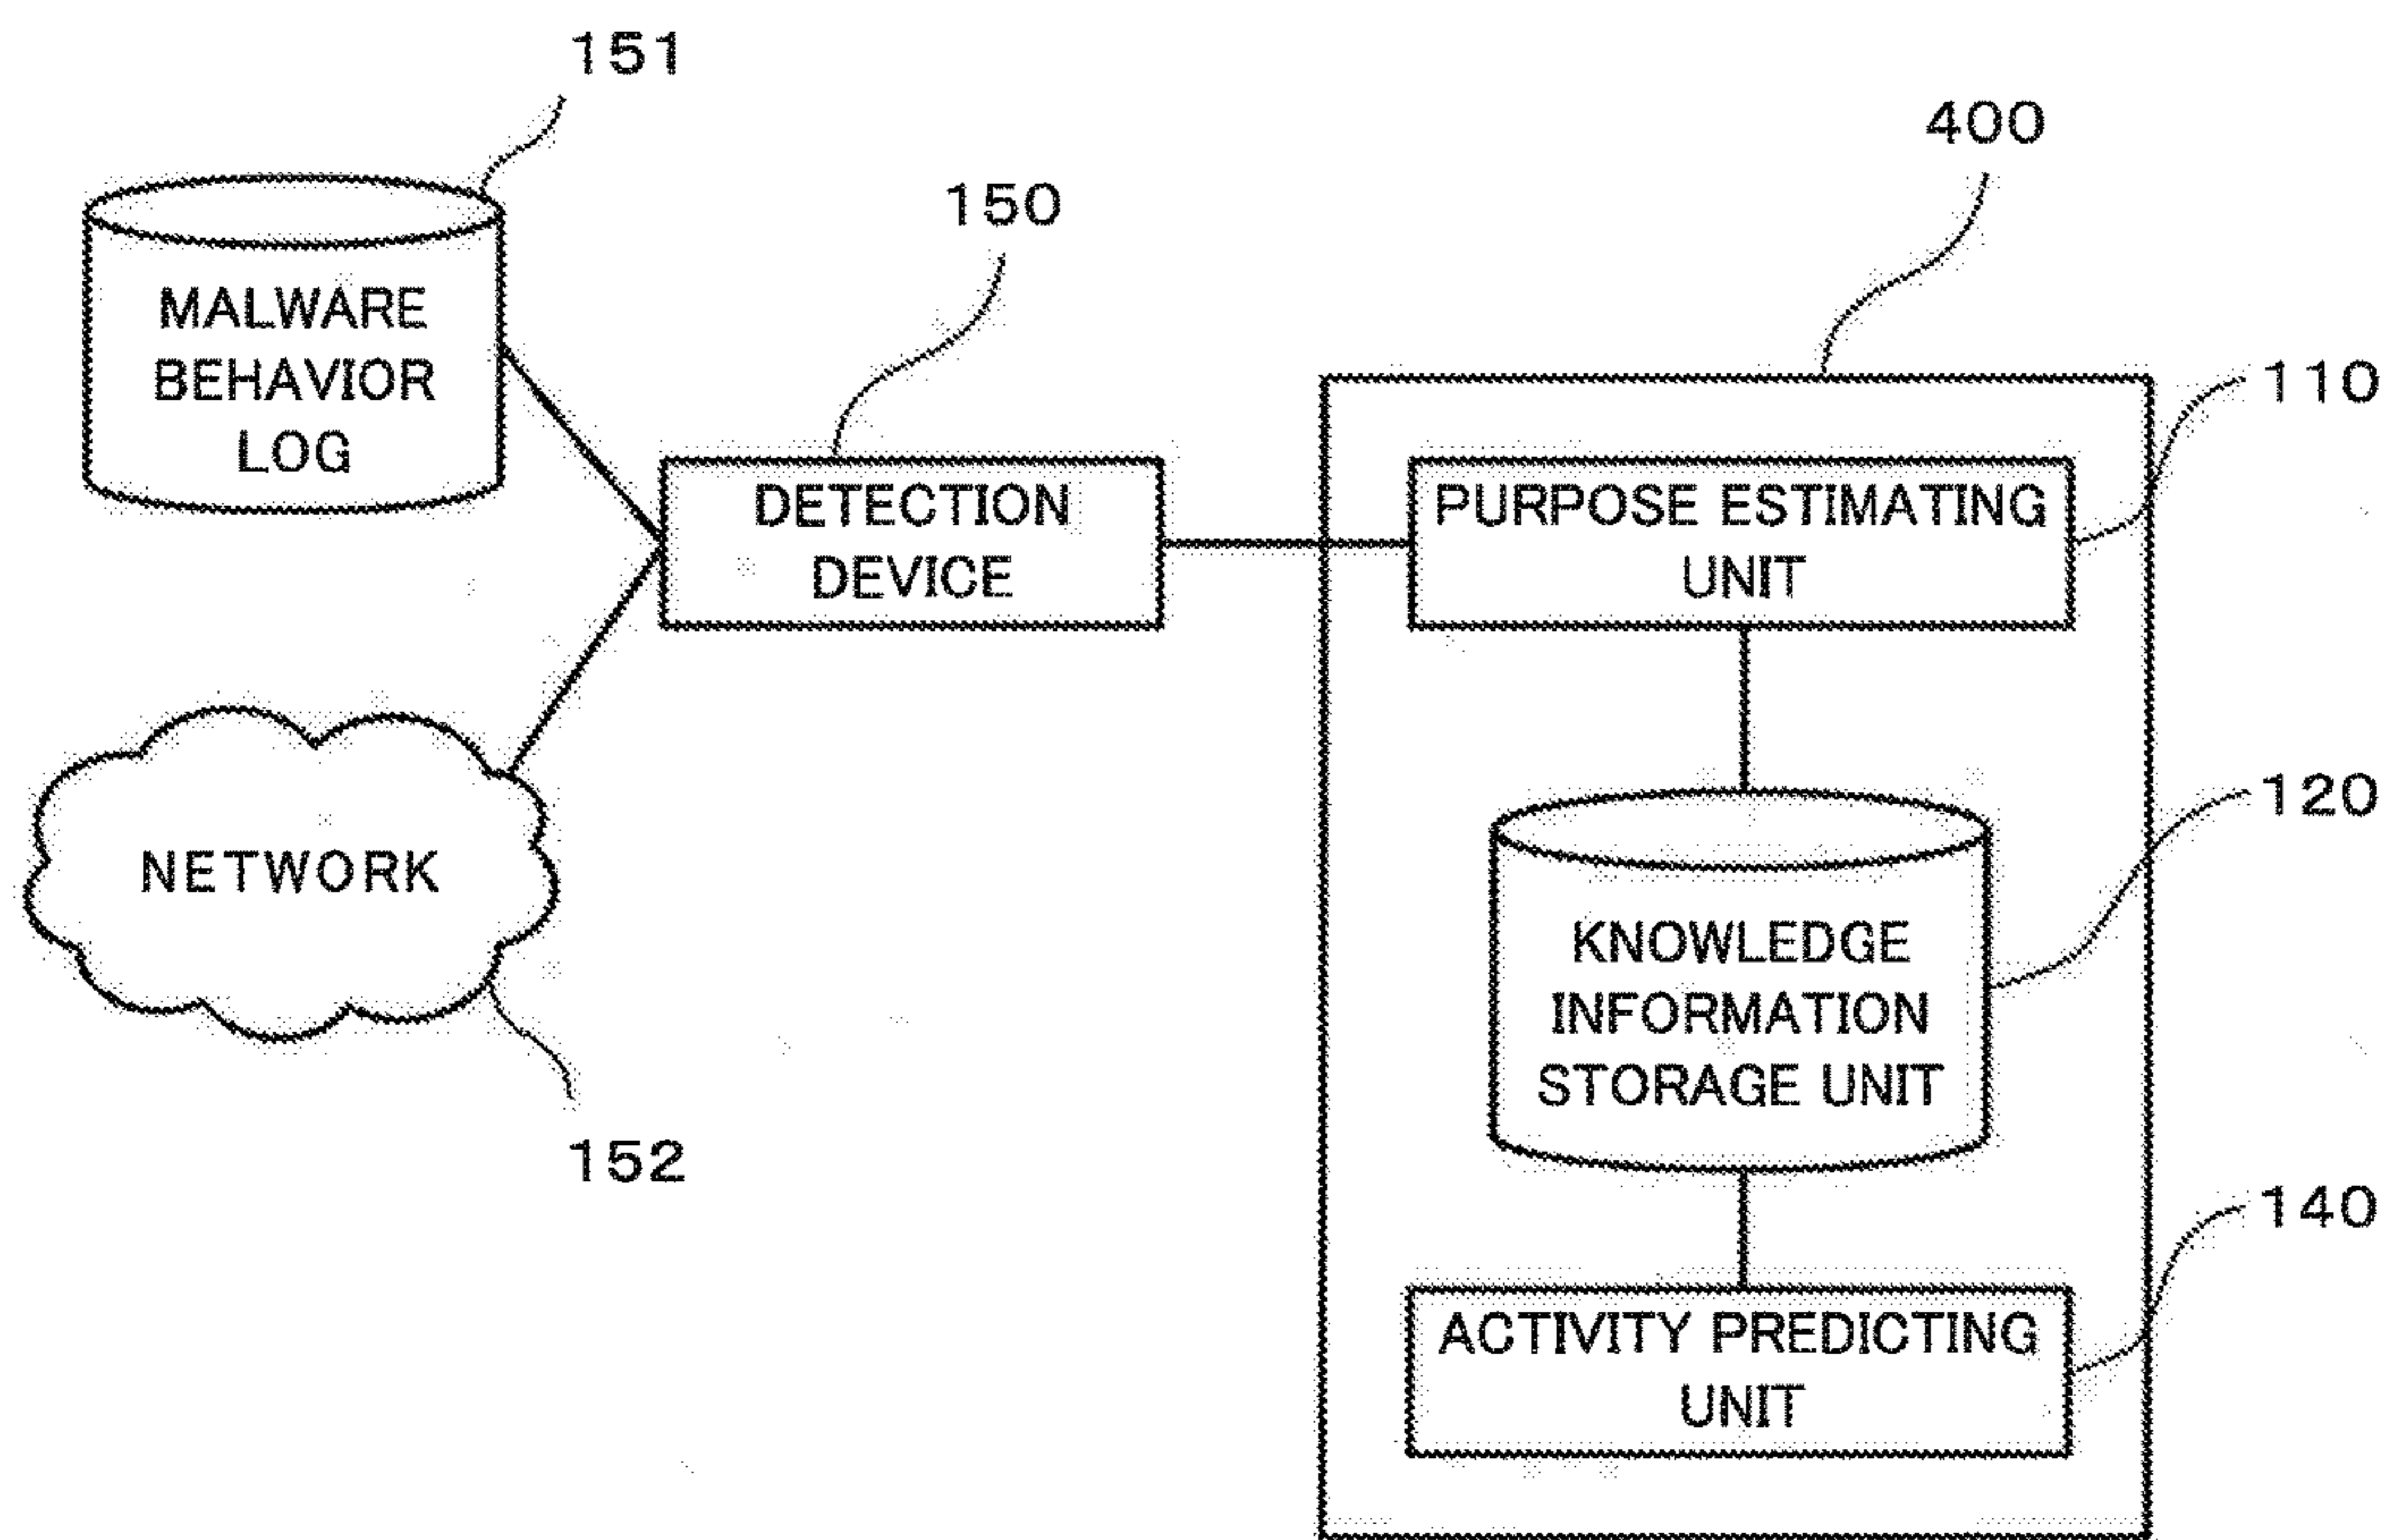 151
MALWARE
BEHAVIOR
LOG
150
DETECTION
DEVICE
400
110
PURPOSE ESTIMATING
UNIT
120
KNOWLEDGE
INFORMATION
STORAGE UNIT
NETWORK
152
140
ACTIVITY PREDICTING
UNIT